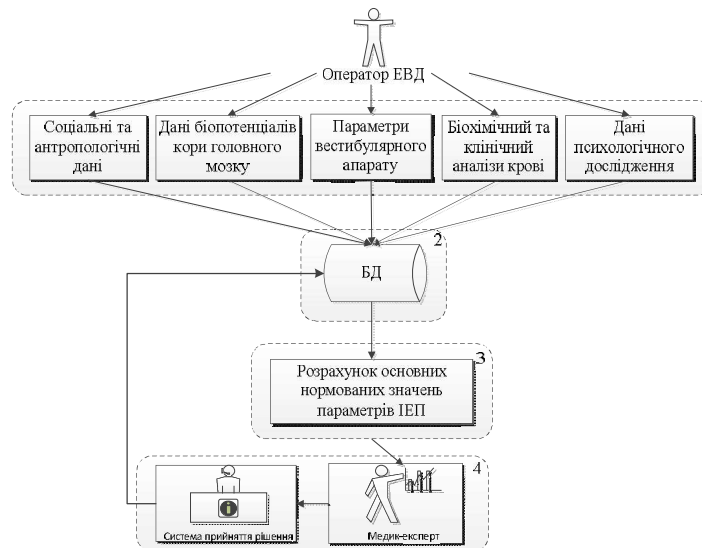 Оператор ЕВД
Соціальні та
антропологічні
дані
Дані біопотенціалів
кори головного
мозку
Параметри
вестибулярного
апарату
Біохімічний та
клінічний
аналізи крові
Дані
психологічного
дослідження
2
БД
3
Розрахунок основних
нормованих значень
параметрів ІЕП
4
Система прийняття рішення
Медик-експерт